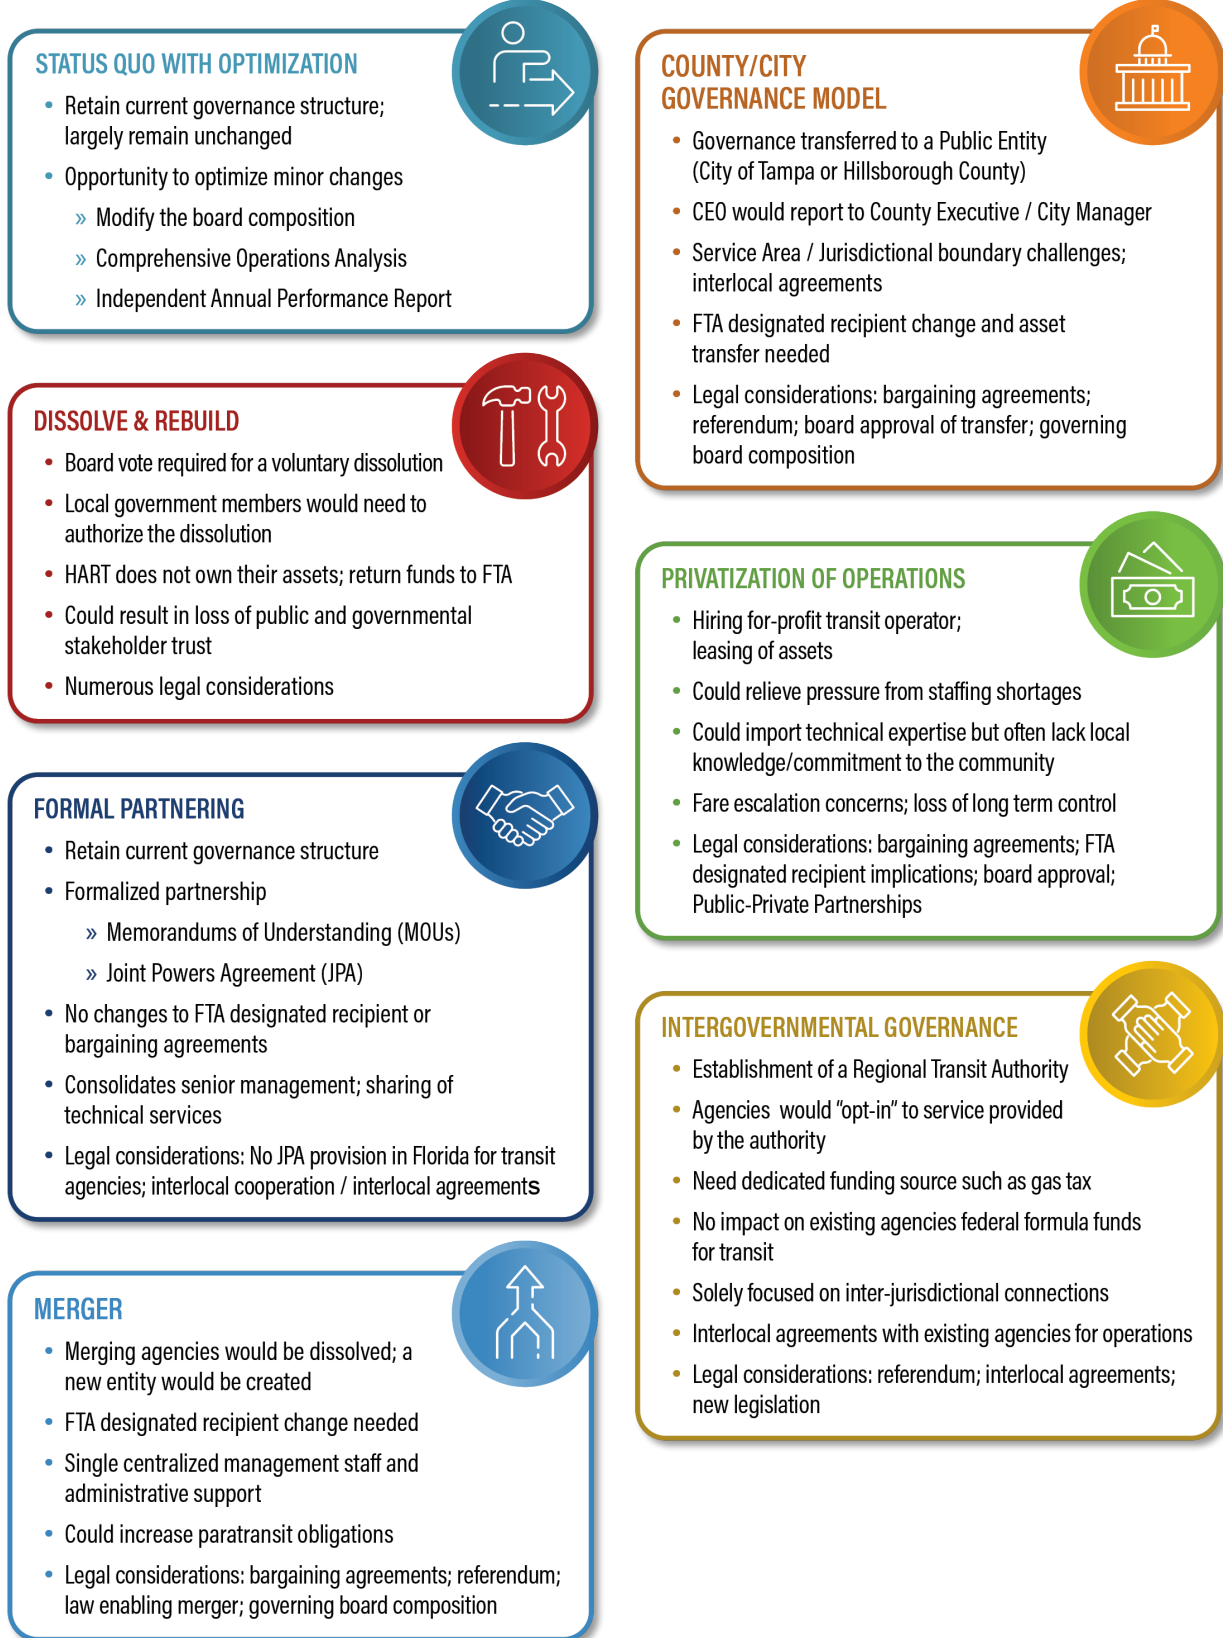 STATUS QUO WITH OPTIMIZATION
• Retain current governance structure;
largely remain unchanged
• Opportunity to optimize minor changes
» Modify the board composition
» Comprehensive Operations Analysis
» Independent Annual Performance Report
DISSOLVE & REBUILD
• Board vote required for a voluntary dissolution
• Local government members would need to
authorize the dissolution
• HART does not own their assets; return funds to FTA
• Could result in loss of public and governmental
stakeholder trust
• Numerous legal considerations
FORMAL PARTNERING
• Retain current governance structure
• Formalized partnership
» Memorandums of Understanding (MOUs)
» Joint Powers Agreement (JPA)
• No changes to FTA designated recipient or
bargaining agreements
• Consolidates senior management; sharing of
technical services
• Legal considerations: No JPA provision in Florida for transit
agencies; interlocal cooperation / interlocal agreements
MERGER
• Merging agencies would be dissolved; a
new entity would be created
• FTA designated recipient change needed
• Single centralized management staff and
administrative support
• Could increase paratransit obligations
• Legal considerations: bargaining agreements; referendum;
law enabling merger; governing board composition
COUNTY/CITY
GOVERNANCE MODEL
• Governance transferred to a Public Entity
(City of Tampa or Hillsborough County)
• CEO would report to County Executive / City Manager
• Service Area / Jurisdictional boundary challenges;
interlocal agreements
• FTA designated recipient change and asset
transfer needed
• Legal considerations: bargaining agreements;
referendum; board approval of transfer; governing
board composition
PRIVATIZATION OF OPERATIONS
• Hiring for-profit transit operator;
leasing of assets
• Could relieve pressure from staffing shortages
• Could import technical expertise but often lack local
knowledge/commitment to the community
• Fare escalation concerns; loss of long term control
• Legal considerations: bargaining agreements; FTA
designated recipient implications; board approval;
Public-Private Partnerships
INTERGOVERNMENTAL GOVERNANCE
• Establishment of a Regional Transit Authority
• Agencies would “opt-in” to service provided
by the authority
• Need dedicated funding source such as gas tax
• No impact on existing agencies federal formula funds
for transit
• Solely focused on inter-jurisdictional connections
• Interlocal agreements with existing agencies for operations
• Legal considerations: referendum; interlocal agreements;
new legislation